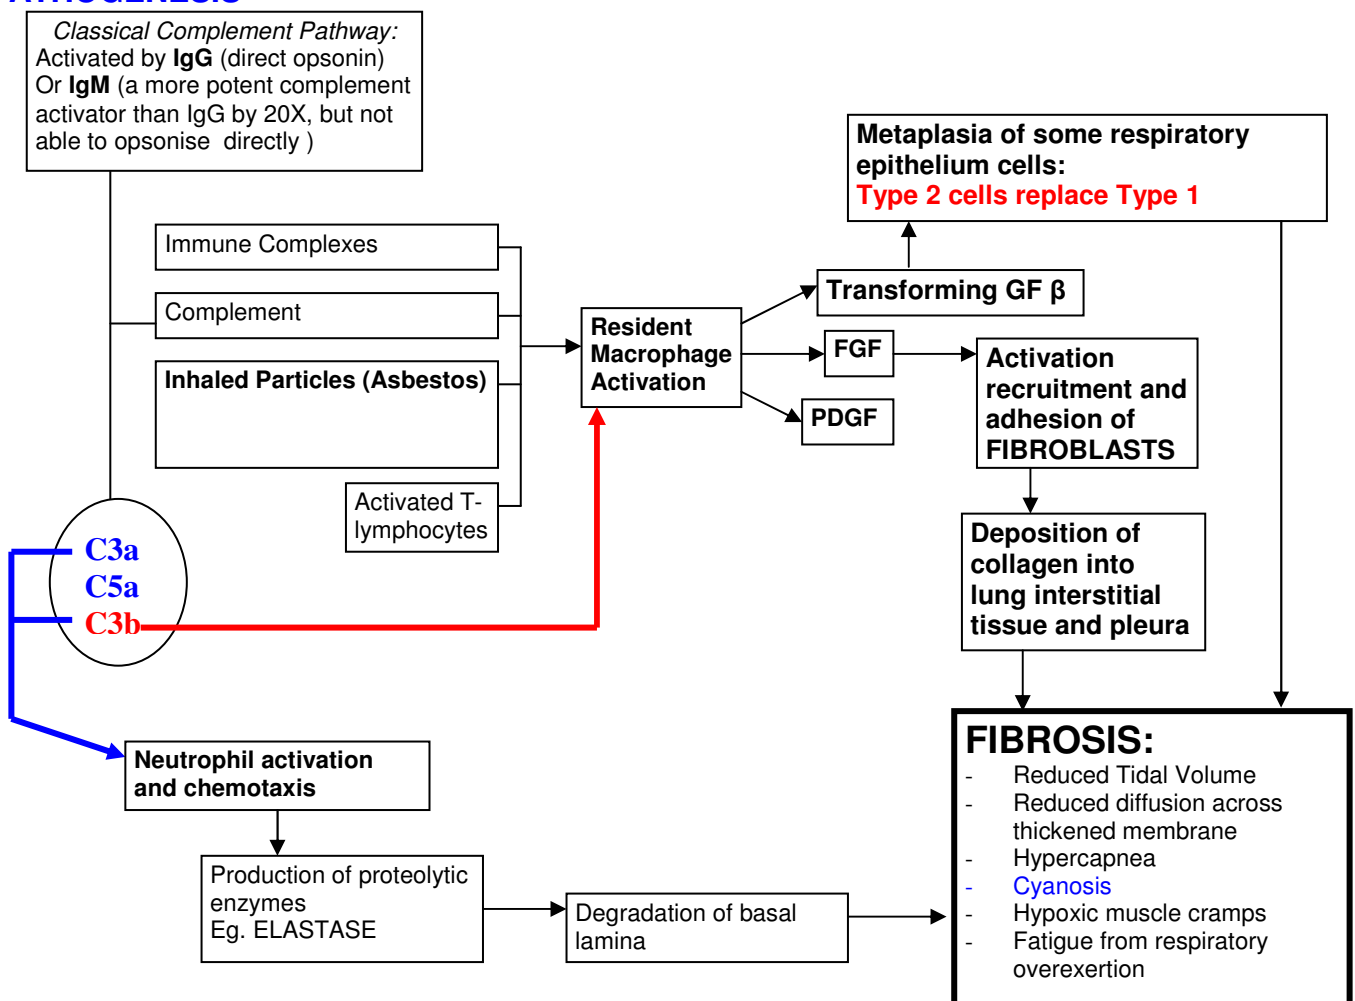 Classical Complement Pathway:
Activated by IgG (direct opsonin)
Or IgM (a more potent complement
activator than IgG by 20X, but not
able to opsonise directly )
Metaplasia of some respiratory
epithelium cells:
Type 2 cells replace Type 1
Immune Complexes
Complement
Inhaled Particles (Asbestos)
Activated T-
lymphocytes
Resident
Macrophage
Activation
Transforming GF β
FGF
PDGF
Activation
recruitment and
adhesion of
FIBROBLASTS
Deposition of
collagen into
lung interstitial
tissue and pleura
C3a
C5a
C3b
Neutrophil activation
and chemotaxis
Production of proteolytic
enzymes
Eg. ELASTASE
Degradation of basal
lamina
FIBROSIS:
- Reduced Tidal Volume
- Reduced diffusion across
thickened membrane
- Hypercapnea
- Cyanosis
- Hypoxic muscle cramps
- Fatigue from respiratory
overexertion